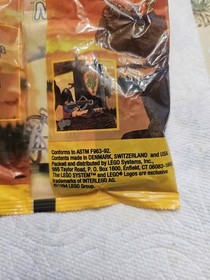 Conforms to ASTM F963-92.
Contents made in DENMARK, SWITZERLAND and USA
Packed and distributed by LEGO Systems, Inc.,
555 Taylor Road, P. O. Box 1600, Enfield, CT 06083-1600
The LEGO SYSTEM™ and LEGO® Logos are exclusive
trademarks of INTERLEGO AG.
©1994 LEGO Group.